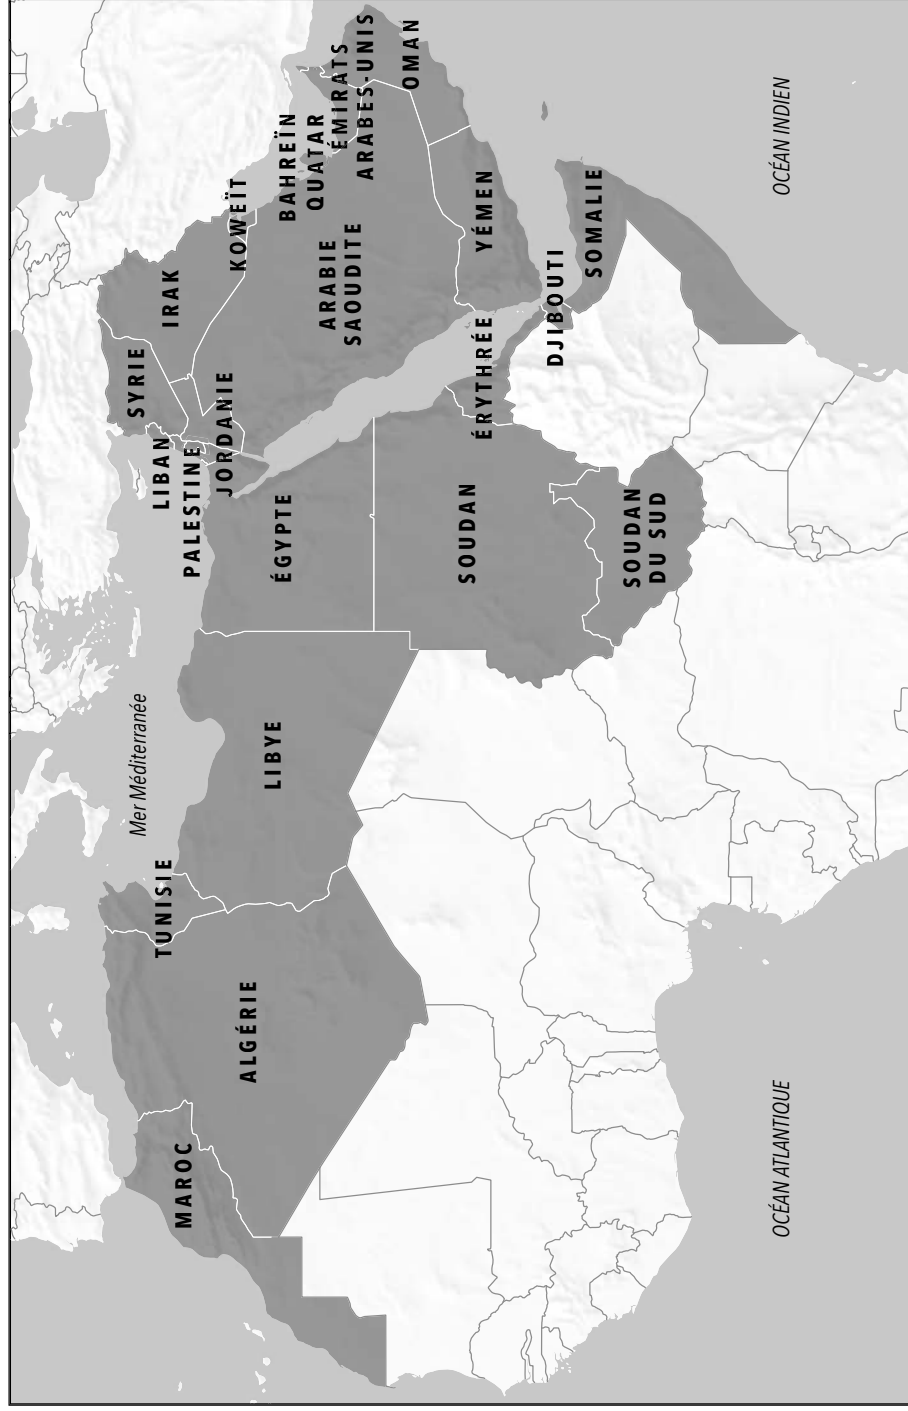 MAROC
ALGÉRIE
TUNISIE
LIBYE
Mer Méditerranée
ÉGYPTE
PALESTINE
LIBAN
SYRIE
JORDANIE
IRAK
KOWEÏT
ARABIE
SAOUDITE
BAHREÏN
QUATAR
ÉMIRATS
ARABES-UNIS
OMAN
YÉMEN
SOUDAN
ÉRYTHRÉE
DJIBOUTI
SOMALIE
SOUDAN
DU SUD
OCÉAN ATLANTIQUE
OCÉAN INDIEN